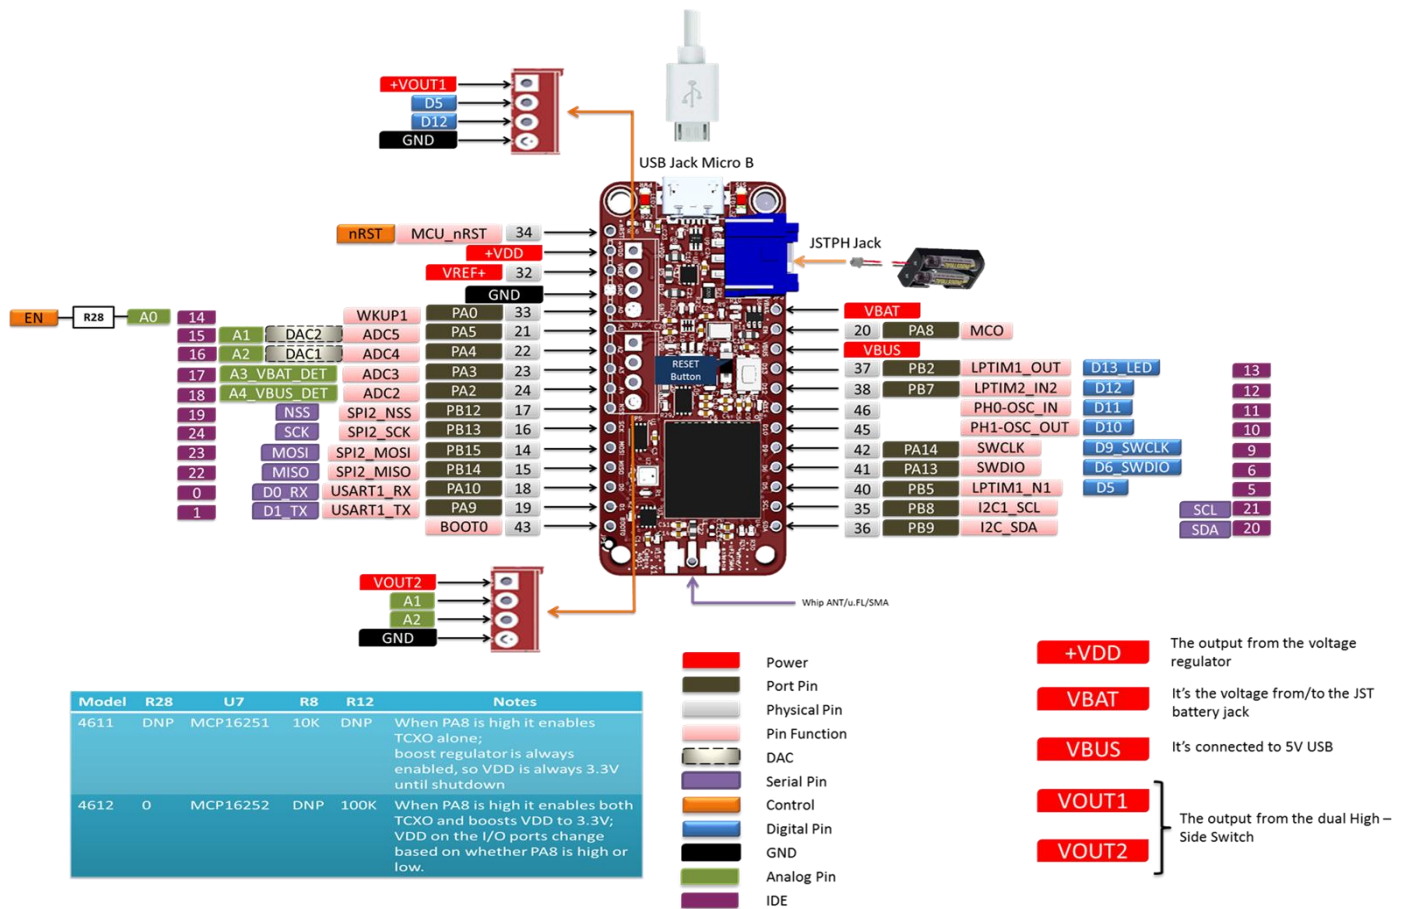 USB Jack Micro B
+VOUT1
D5
D12
GND
JSTPH Jack
nRST MCU_nRST 34
+VDD
VREF+ 32
GND
EN R28 A0 14 WKUP1 PA0 33
15 A1 DAC2 ADC5 PA5 21
16 A2 DAC1 ADC4 PA4 22
17 A3_VBAT_DET ADC3 PA3 23
18 A4_VBUS_DET ADC2 PA2 24
19 NSS SPI2_NSS PB12 17
24 SCK SPI2_SCK PB13 16
23 MOSI SPI2_MOSI PB15 14
22 MISO SPI2_MISO PB14 15
0 D0_RX USART1_RX PA10 18
1 D1_TX USART1_TX PA9 19
BOOT0 43
RESET
Button
VBAT
20 PA8 MCO
VBUS
37 PB2 LPTIM1_OUT D13_LED 13
38 PB7 LPTIM2_IN2 D12 12
46 PH0-OSC_IN D11 11
45 PH1-OSC_OUT D10 10
42 PA14 SWCLK D9_SWCLK 9
41 PA13 SWDIO D6_SWDIO 6
40 PB5 LPTIM1_N1 D5 5
35 PB8 I2C1_SCL SCL 21
36 PB9 I2C_SDA SDA 20
VOUT2
A1
A2
GND
Whip ANT/u.FL/SMA
Power
Port Pin
Physical Pin
Pin Function
DAC
Serial Pin
Control
Digital Pin
GND
Analog Pin
IDE
+VDD The output from the voltage
regulator
VBAT It's the voltage from/to the JST
battery jack
VBUS It's connected to 5V USB
VOUT1
VOUT2
The output from the dual High –
Side Switch
Model R28 U7 R8 R12 Notes
4611 DNP MCP16251 10K DNP When PA8 is high it enables
TCXO alone;
boost regulator is always
enabled, so VDD is always 3.3V
until shutdown
4612 0 MCP16252 DNP 100K When PA8 is high it enables both
TCXO and boosts VDD to 3.3V;
VDD on the I/O ports change
based on whether PA8 is high or
low.